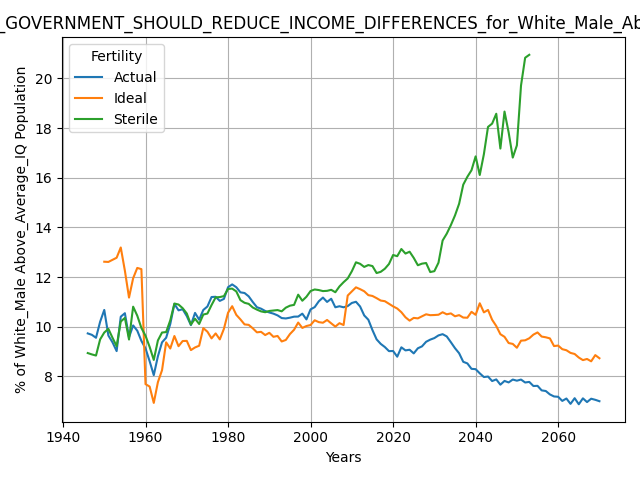 _GOVERNMENT_SHOULD_REDUCE_INCOME_DIFFERENCES_for_White_Male_Ab
Fertility
Actual
Ideal
Sterile
% of White_Male Above_Average_IQ Population
20
18
16
14
12
10
8
1940
1960
1980
2000
2020
2040
2060
Years